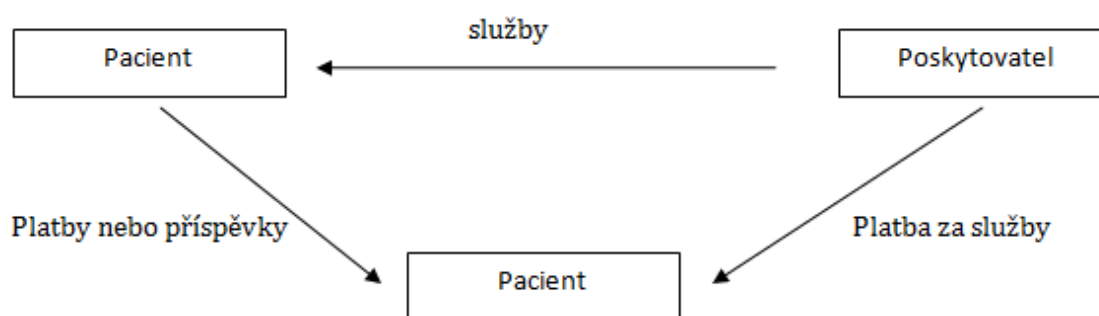 služby
Pacient
Poskytovatel
Platby nebo příspěvky
Platba za služby
Pacient